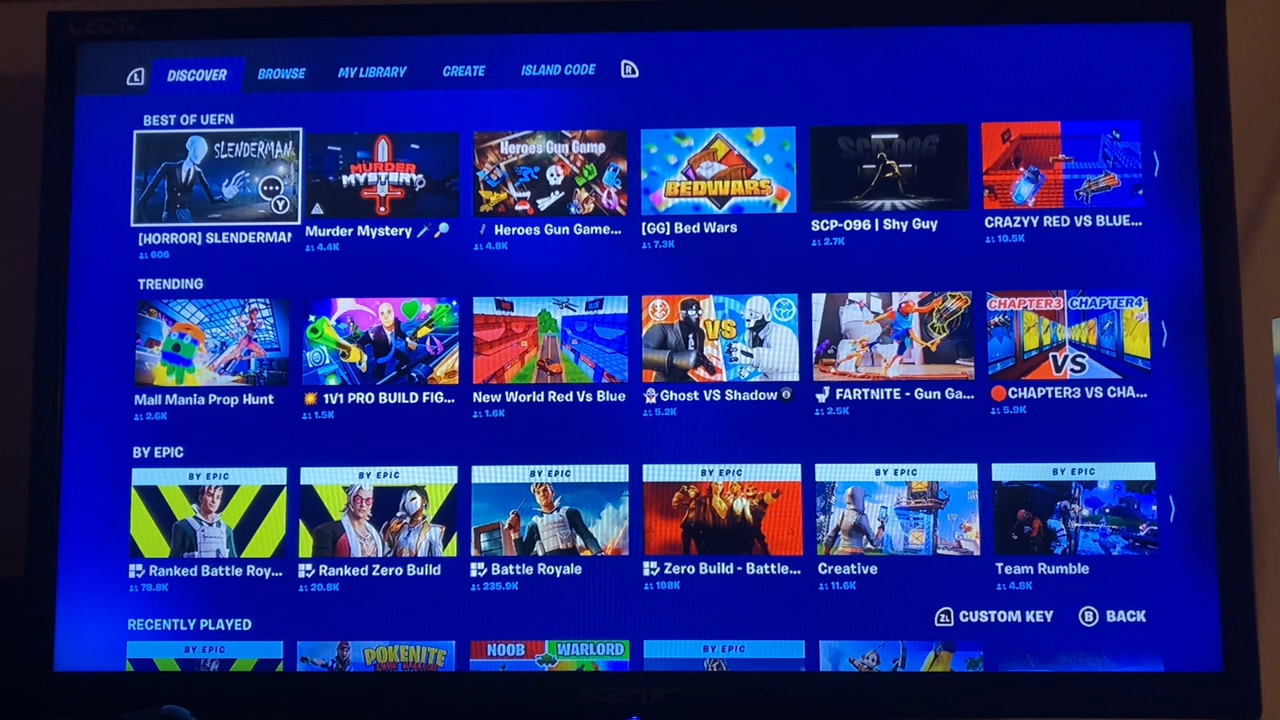 L DISCOVER BROWSE MY LIBRARY CREATE ISLAND CODE R
BEST OF UEFN
SLENDERMAN
Y
MURDER MYSTERY
Heroes Gun Game
BEDWARS
SCP-096
[HORROR] SLENDERMAN
606
Murder Mystery
4.4K
Heroes Gun Game...
4.8K
[GG] Bed Wars
7.3K
SCP-096 | Shy Guy
2.7K
CRAZYY RED VS BLUE...
10.5K
TRENDING
VS
CHAPTER3 CHAPTER4
VS
Mall Mania Prop Hunt
2.6K
1V1 PRO BUILD FIG...
1.5K
New World Red Vs Blue
1.6K
Ghost VS Shadow
5.2K
FARTNITE - Gun Ga...
2.5K
CHAPTER3 VS CHA...
5.9K
BY EPIC
BY EPIC
BY EPIC
BY EPIC
BY EPIC
BY EPIC
BY EPIC
Ranked Battle Roy...
78.8K
Ranked Zero Build
20.8K
Battle Royale
235.9K
Zero Build - Battle...
198K
Creative
11.6K
Team Rumble
4.8K
ZL CUSTOM KEY B BACK
RECENTLY PLAYED
BY EPIC
POKENITE
NOOB WARLORD
BY EPIC